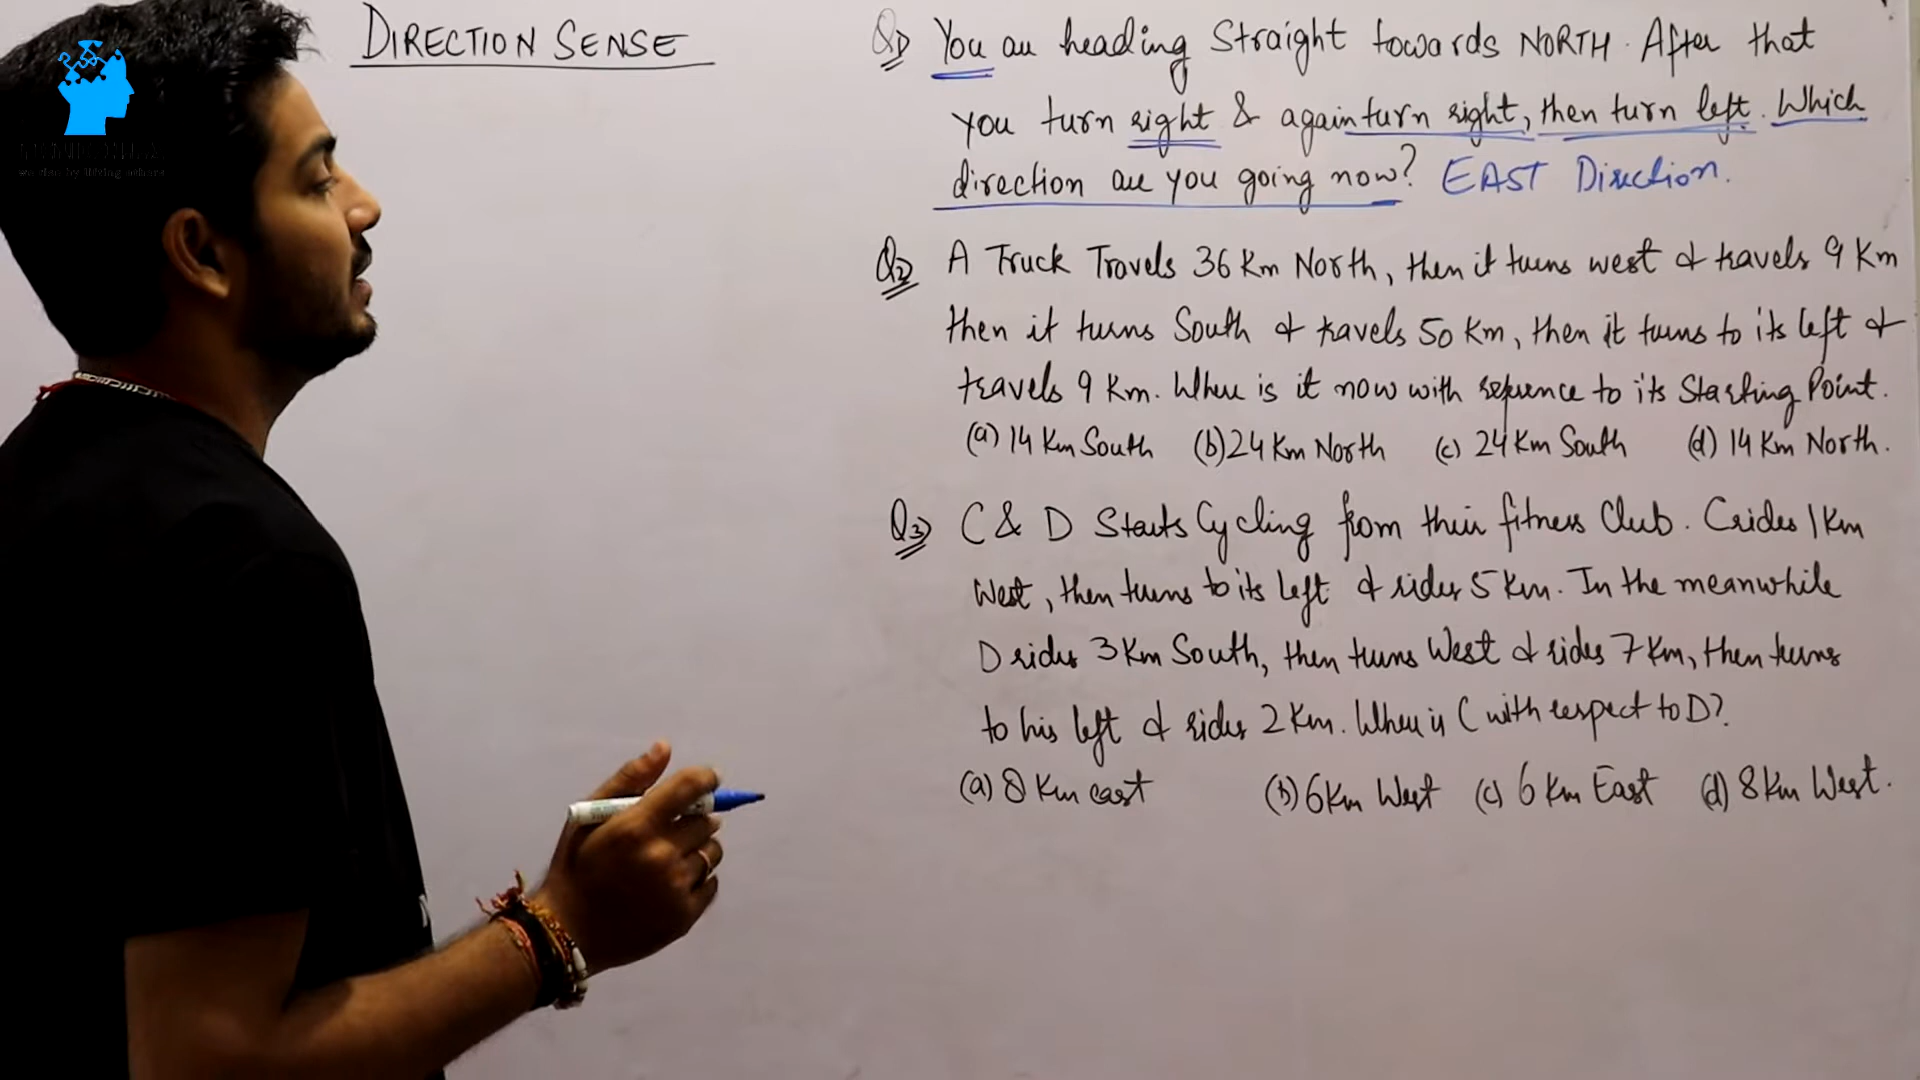 DIRECTION SENSE
Q1) You are heading Straight towards NORTH. After that
you turn right & again turn right, then turn left. Which
direction are you going now? EAST Direction.
Q2) A Truck Travels 36 Km North, then it turns west & travels 9 Km
then it turns South & travels 50 Km, then it turns to its left &
travels 9 Km. Where is it now with reference to its Starting Point.
(a) 14 Km South (b) 24 Km North (c) 24 Km South (d) 14 Km North.
Q3) C & D Starts Cycling from their fitness Club. C rides 1 Km
West, then turns to its left & rides 5 Km. In the meanwhile
D rides 3 Km South, then turns West & rides 7 Km, then turns
to his left & rides 2 Km. Where is C with respect to D?
(a) 8 Km east (b) 6 Km West (c) 6 Km East (d) 8 Km West.